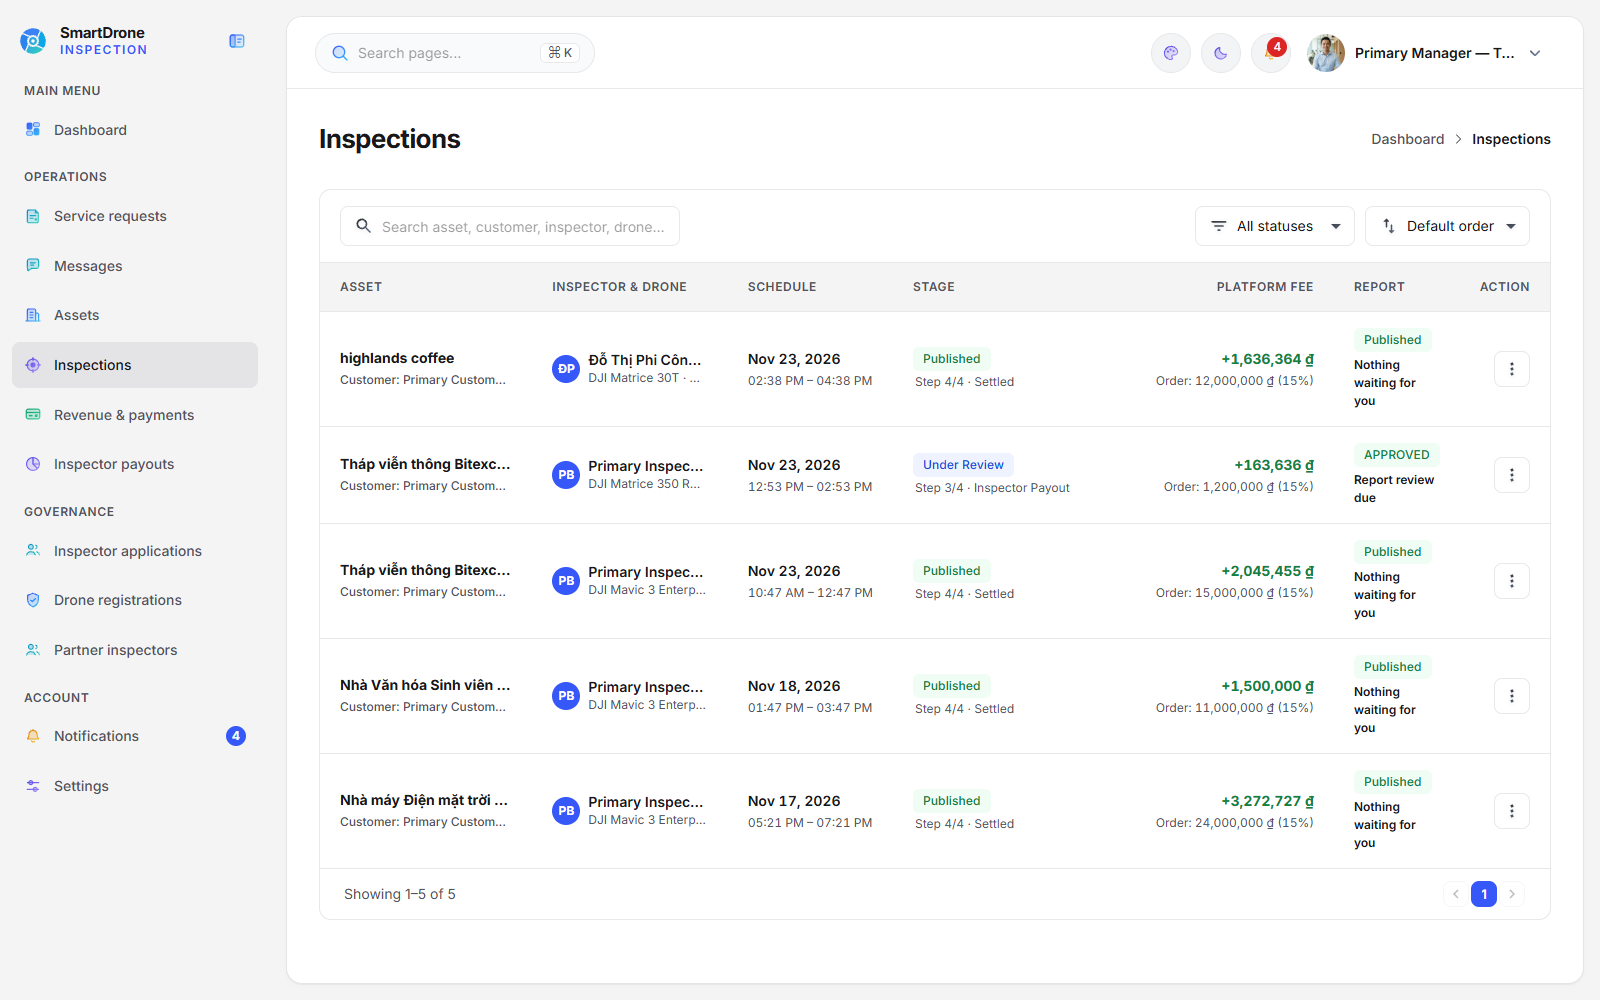 SmartDrone
INSPECTION
MAIN MENU
Dashboard
OPERATIONS
Service requests
Messages
Assets
Inspections
Revenue & payments
Inspector payouts
GOVERNANCE
Inspector applications
Drone registrations
Partner inspectors
ACCOUNT
Notifications 4
Settings
Search pages... ⌘ K
4
Primary Manager — T...
Inspections
Dashboard > Inspections
Search asset, customer, inspector, drone...
All statuses
Default order
ASSET INSPECTOR & DRONE SCHEDULE STAGE PLATFORM FEE REPORT ACTION
highlands coffee
Customer: Primary Custom...
ĐP
Đỗ Thị Phi Côn...
DJI Matrice 30T · ...
Nov 23, 2026
02:38 PM – 04:38 PM
Published
Step 4/4 · Settled
+1,636,364 ₫
Order: 12,000,000 ₫ (15%)
Published
Nothing
waiting for
you
Tháp viễn thông Bitexc...
Customer: Primary Custom...
PB
Primary Inspec...
DJI Matrice 350 R...
Nov 23, 2026
12:53 PM – 02:53 PM
Under Review
Step 3/4 · Inspector Payout
+163,636 ₫
Order: 1,200,000 ₫ (15%)
APPROVED
Report review
due
Tháp viễn thông Bitexc...
Customer: Primary Custom...
PB
Primary Inspec...
DJI Mavic 3 Enterp...
Nov 23, 2026
10:47 AM – 12:47 PM
Published
Step 4/4 · Settled
+2,045,455 ₫
Order: 15,000,000 ₫ (15%)
Published
Nothing
waiting for
you
Nhà Văn hóa Sinh viên ...
Customer: Primary Custom...
PB
Primary Inspec...
DJI Mavic 3 Enterp...
Nov 18, 2026
01:47 PM – 03:47 PM
Published
Step 4/4 · Settled
+1,500,000 ₫
Order: 11,000,000 ₫ (15%)
Published
Nothing
waiting for
you
Nhà máy Điện mặt trời ...
Customer: Primary Custom...
PB
Primary Inspec...
DJI Mavic 3 Enterp...
Nov 17, 2026
05:21 PM – 07:21 PM
Published
Step 4/4 · Settled
+3,272,727 ₫
Order: 24,000,000 ₫ (15%)
Published
Nothing
waiting for
you
Showing 1–5 of 5
1